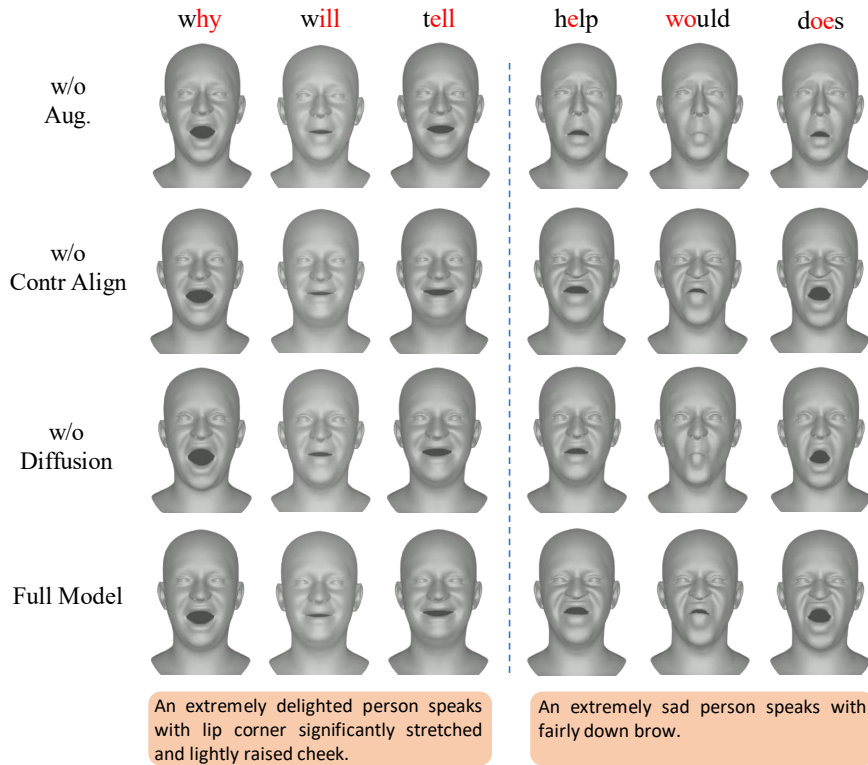 why will tell help would does
w/o
Aug.
w/o
Contr Align
w/o
Diffusion
Full Model
An extremely delighted person speaks
with lip corner significantly stretched
and lightly raised cheek.
An extremely sad person speaks with
fairly down brow.